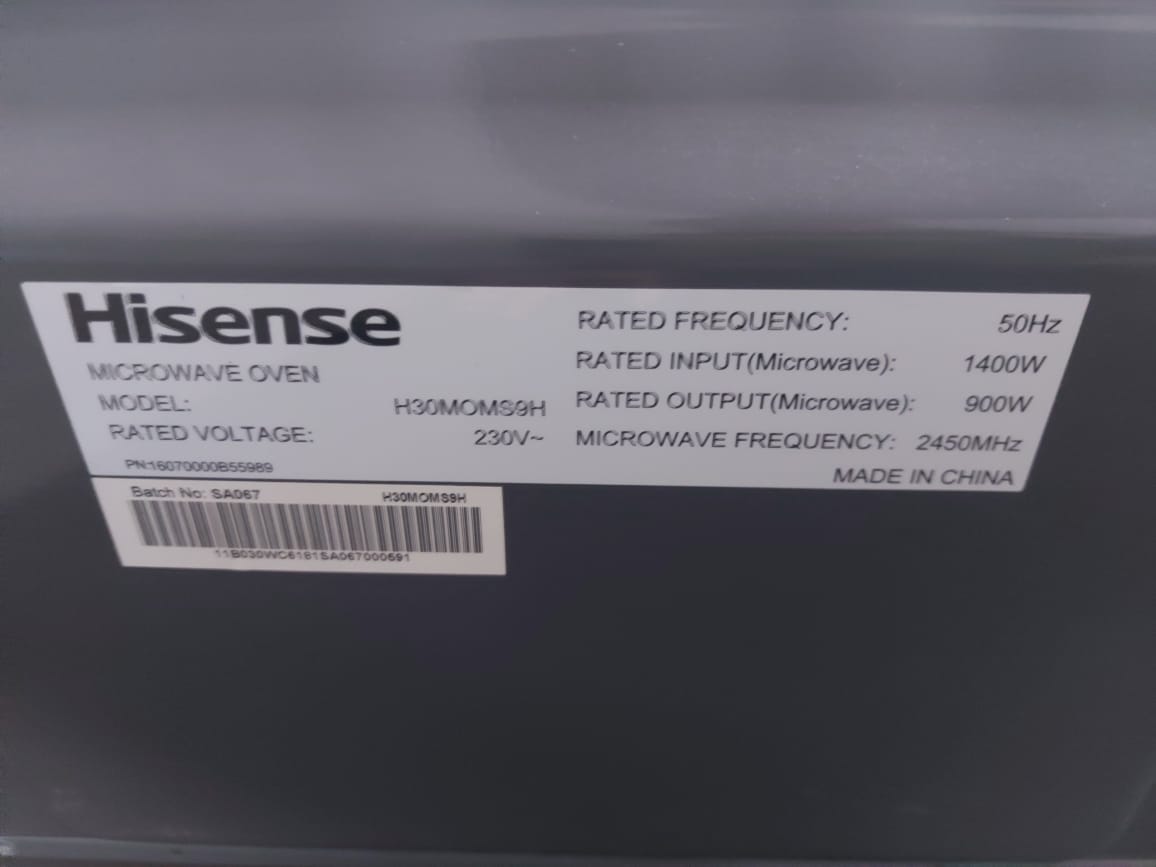 Hisense
MICROWAVE OVEN
MODEL: H30MOMS9H
RATED VOLTAGE: 230V~
PN:16070000B55989
RATED FREQUENCY: 50Hz
RATED INPUT(Microwave): 1400W
RATED OUTPUT(Microwave): 900W
MICROWAVE FREQUENCY: 2450MHz
MADE IN CHINA
Batch No: SA067 H30MOMS9H
11B030WC6181SA067000591